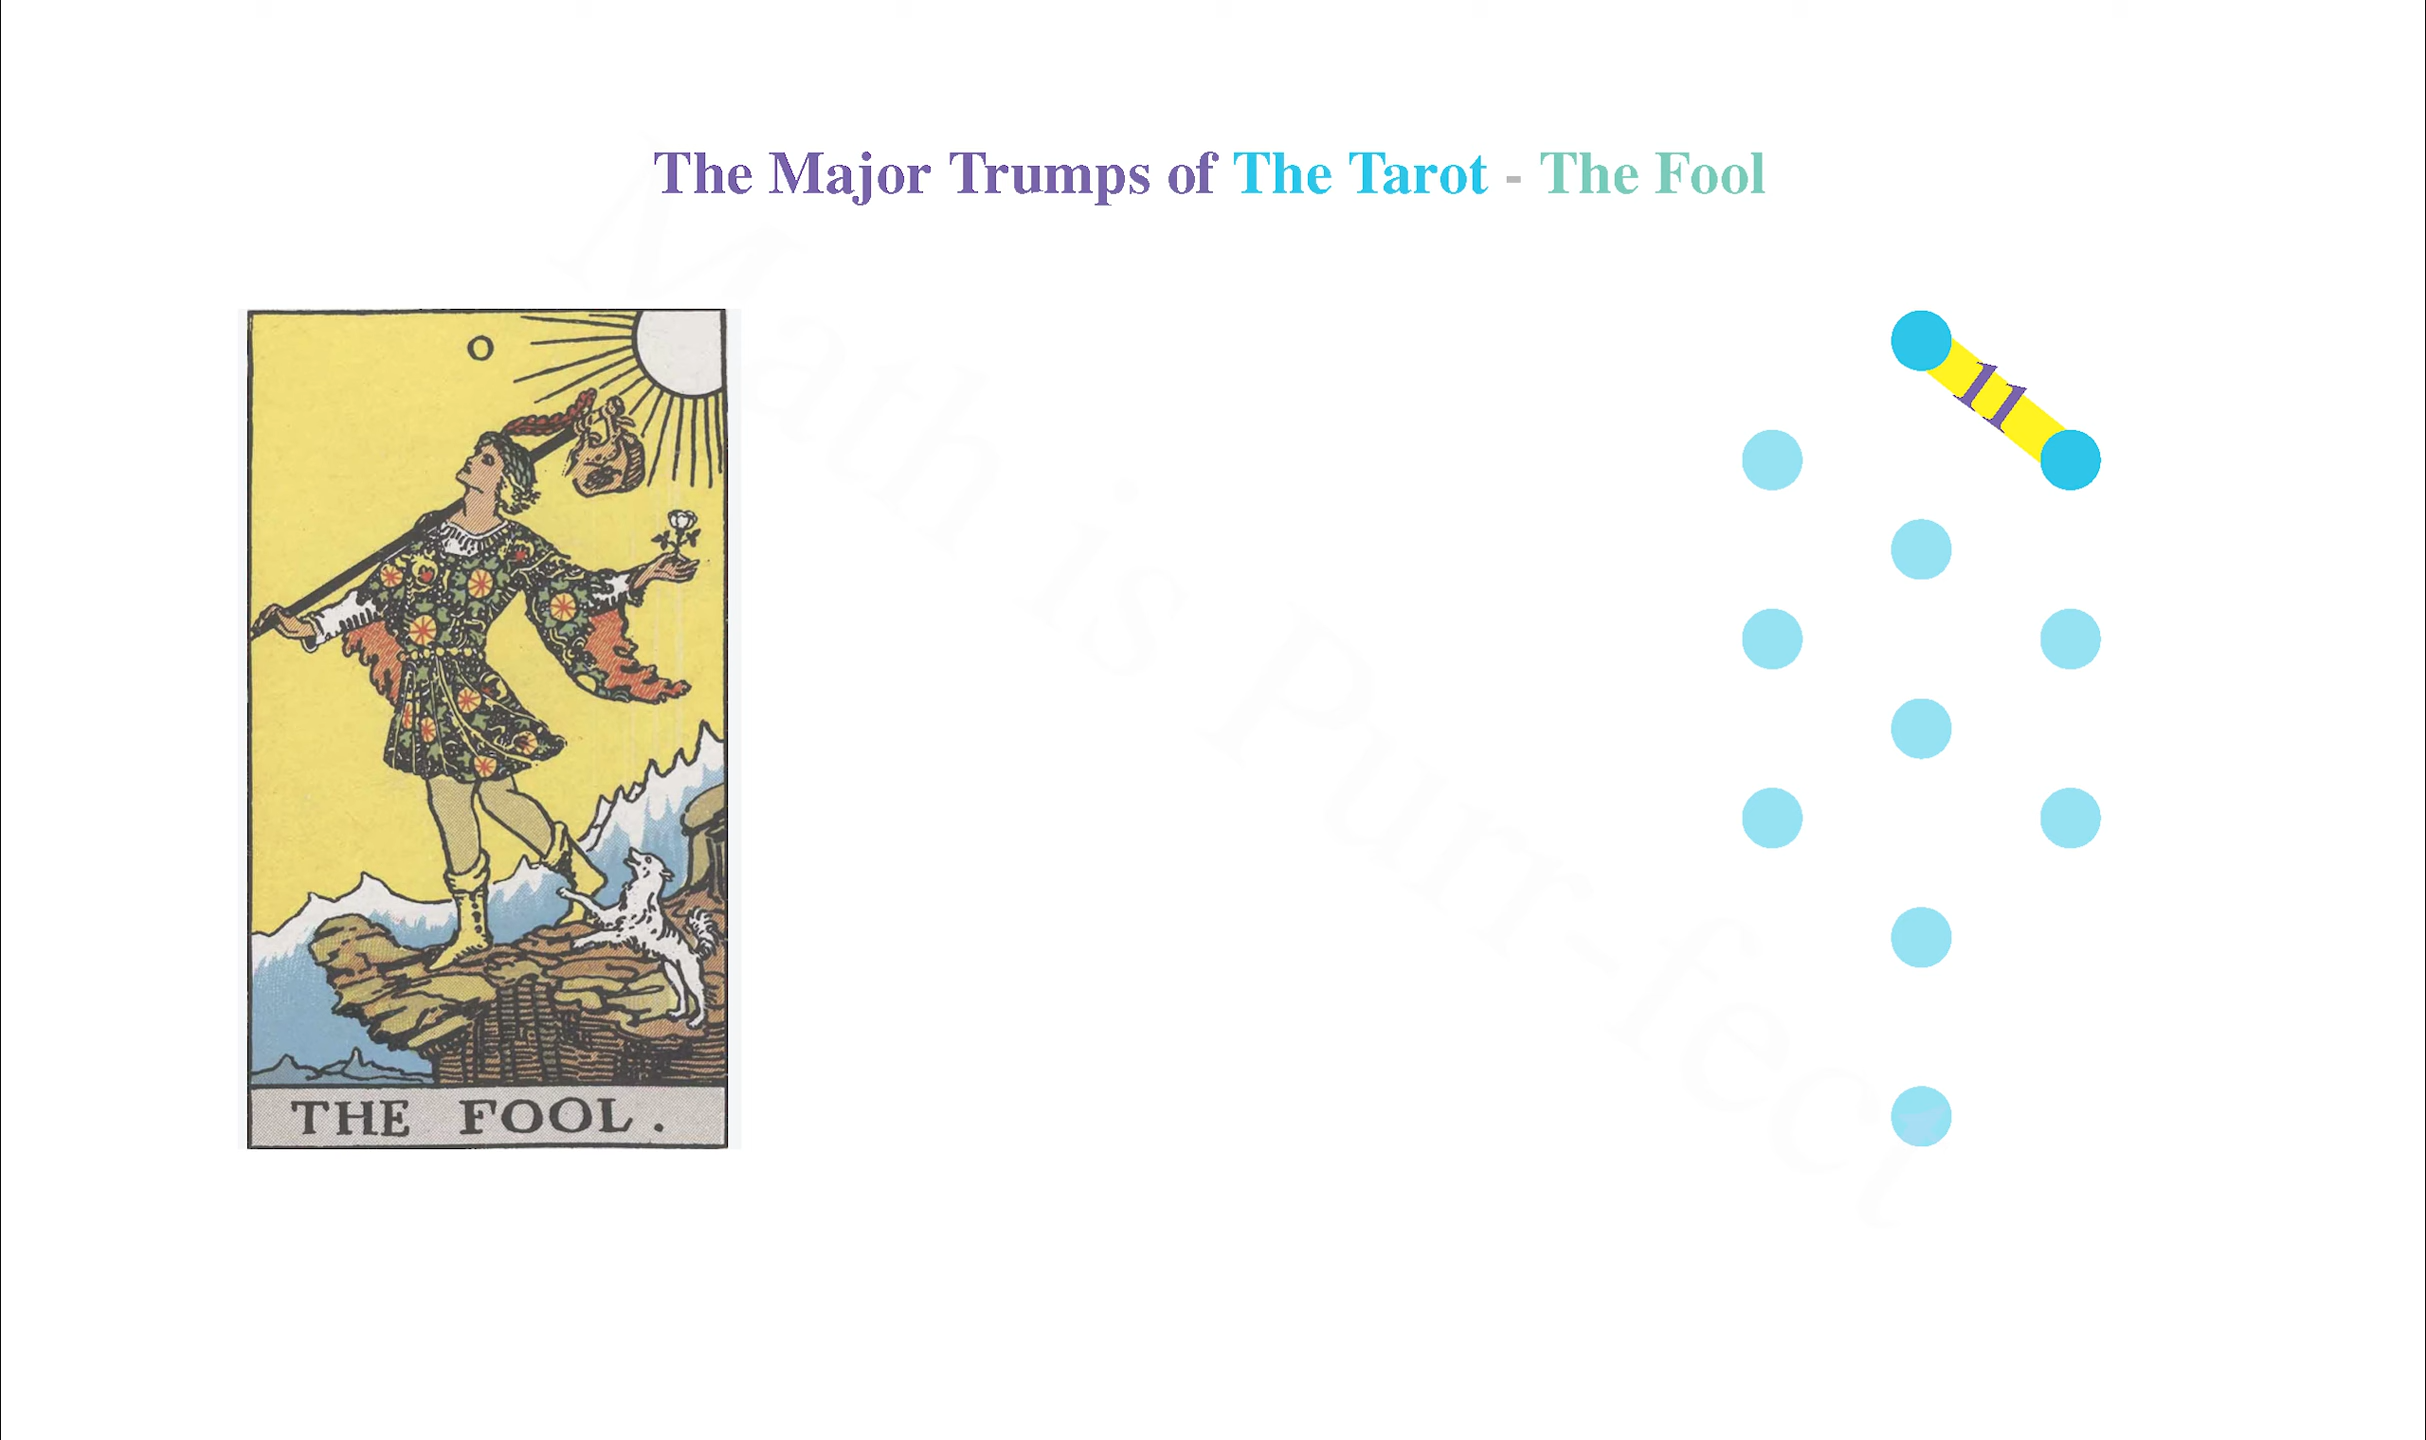 The Major Trumps of The Tarot - The Fool
0
11
THE FOOL.
Math is Purr-fect